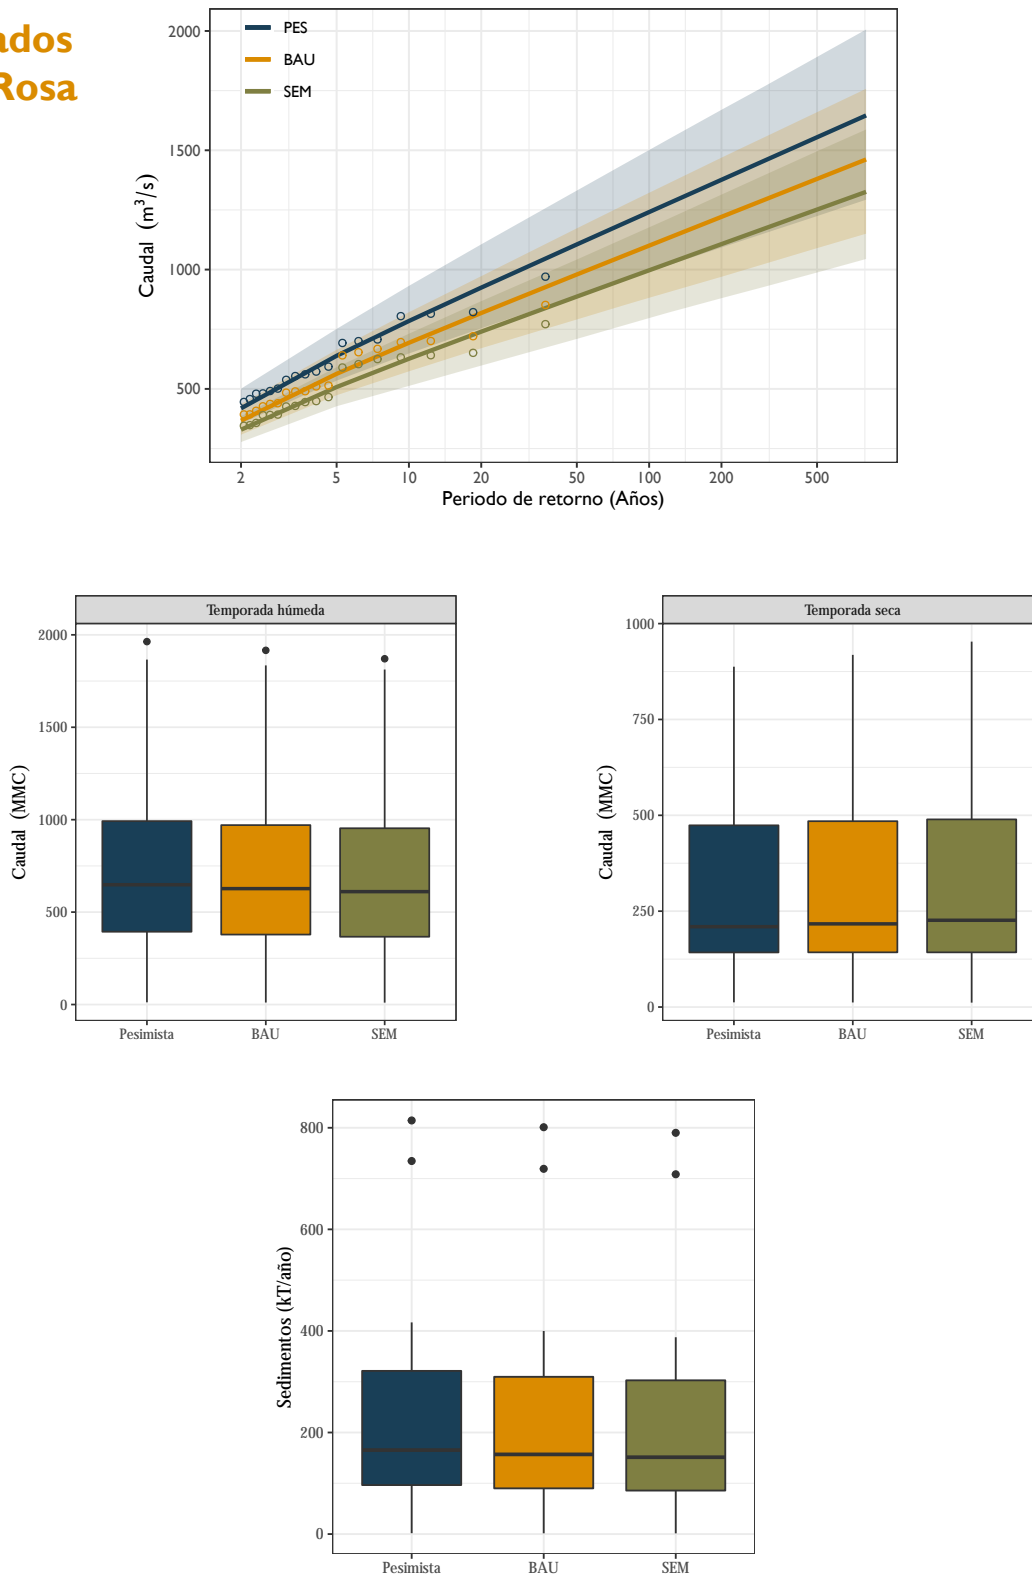 ados
Rosa
PES
BAU
SEM
2000
1500
1000
500
Caudal (m³/s)
2 5 10 20 50 100 200 500
Periodo de retorno (Años)
Temporada húmeda
2000
1500
1000
500
0
Caudal (MMC)
Pesimista BAU SEM
Temporada seca
1000
750
500
250
0
Caudal (MMC)
Pesimista BAU SEM
800
600
400
200
0
Sedimentos (kT/año)
Pesimista BAU SEM